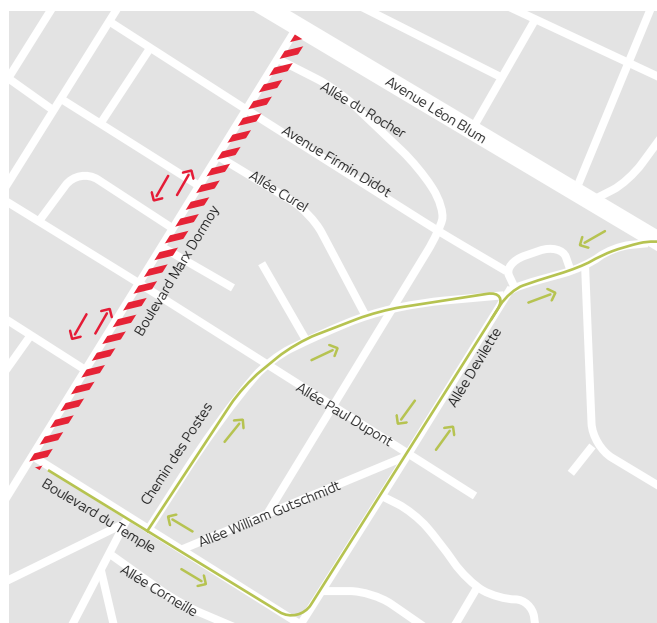 Avenue Léon Blum
Allée du Rocher
Avenue Firmin Didot
Allée Curel
Boulevard Marx Dormoy
Allée Devilette
Allée Paul Dupont
Chemin des Postes
Allée William Gutschmidt
Boulevard du Temple
Allée Corneille